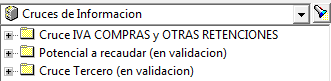 Cruces de Informacion
Cruce IVA COMPRAS y OTRAS RETENCIONES
Potencial a recaudar (en validacion)
Cruce Tercero (en validacion)